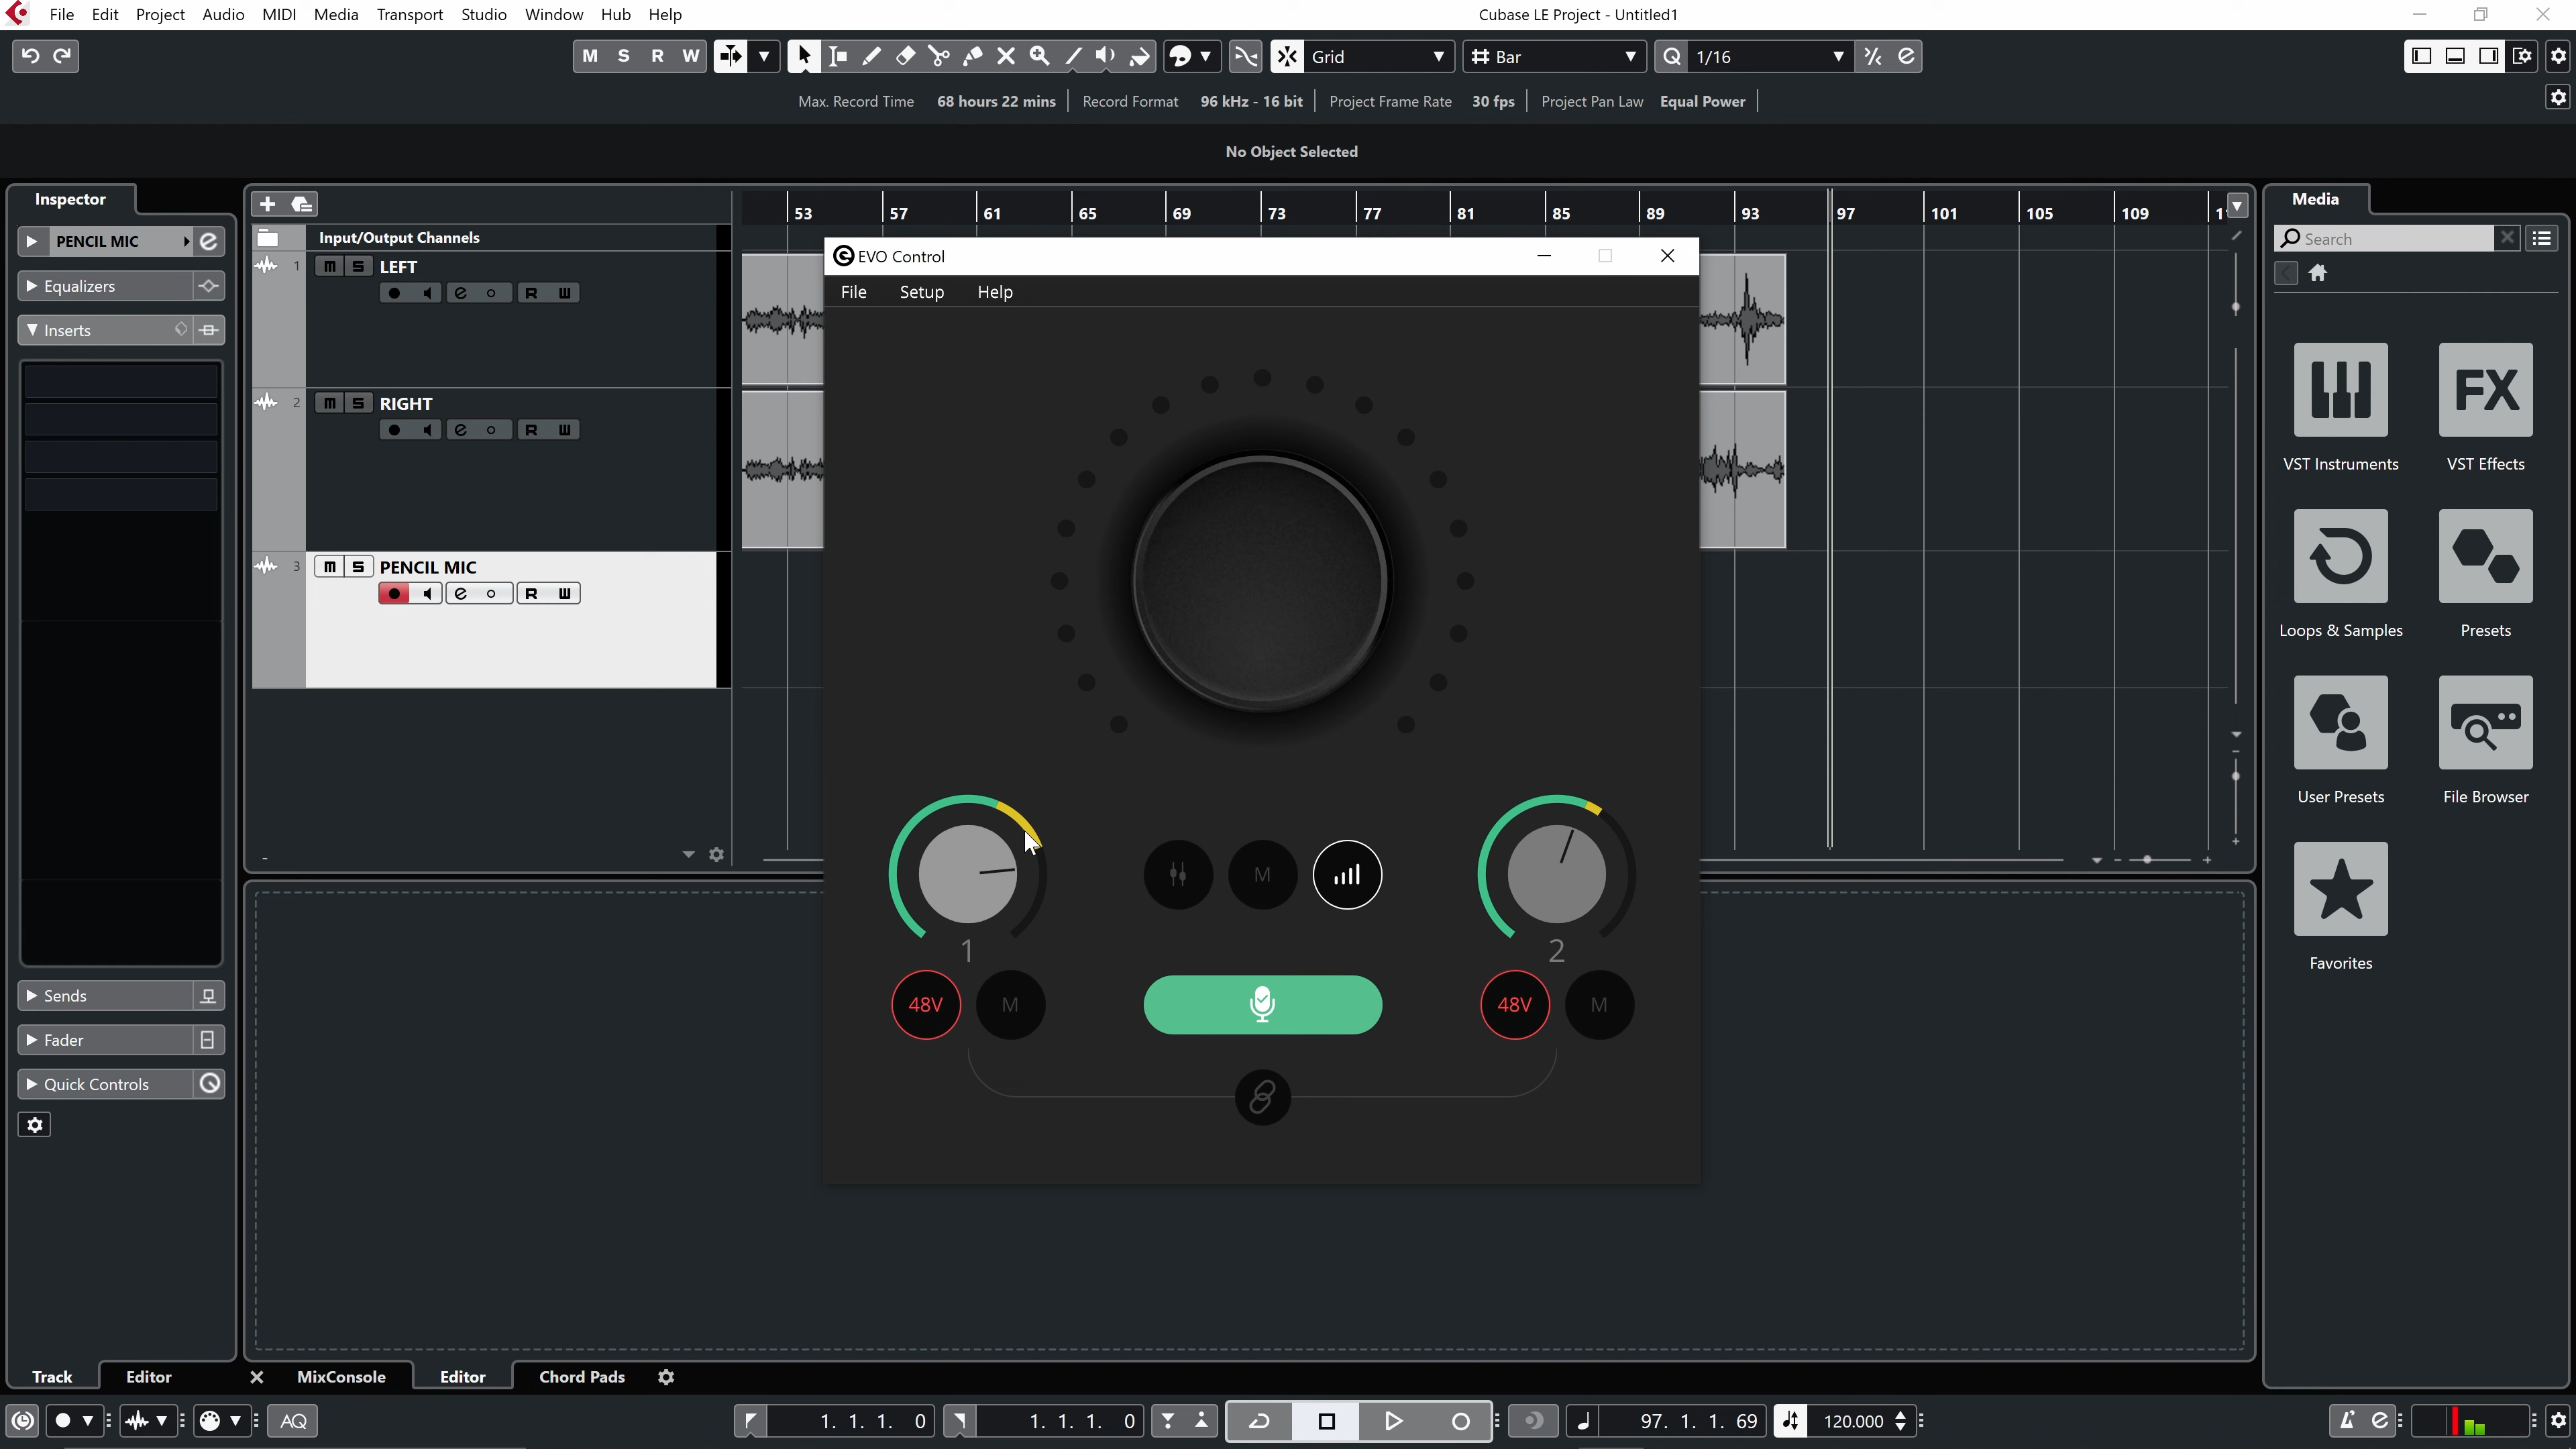 File Edit Project Audio MIDI Media Transport Studio Window Hub Help
Cubase LE Project - Untitled1
M S R W
Grid
Bar
Q 1/16
Max. Record Time 68 hours 22 mins
Record Format 96 kHz - 16 bit
Project Frame Rate 30 fps
Project Pan Law Equal Power
No Object Selected
Inspector
PENCIL MIC
Equalizers
Inserts
Sends
Fader
Quick Controls
Input/Output Channels
1 m S LEFT
R W
2 m S RIGHT
R W
3 m S PENCIL MIC
R W
53 57 61 65 69 73 77 81 85 89 93 97 101 105 109
EVO Control
File Setup Help
M
1
2
48V M
48V M
Media
Search
VST Instruments
FX
VST Effects
Loops & Samples
Presets
User Presets
File Browser
Favorites
Track Editor
MixConsole Editor Chord Pads
AQ
1. 1. 1. 0
1. 1. 1. 0
97. 1. 1. 69
120.000